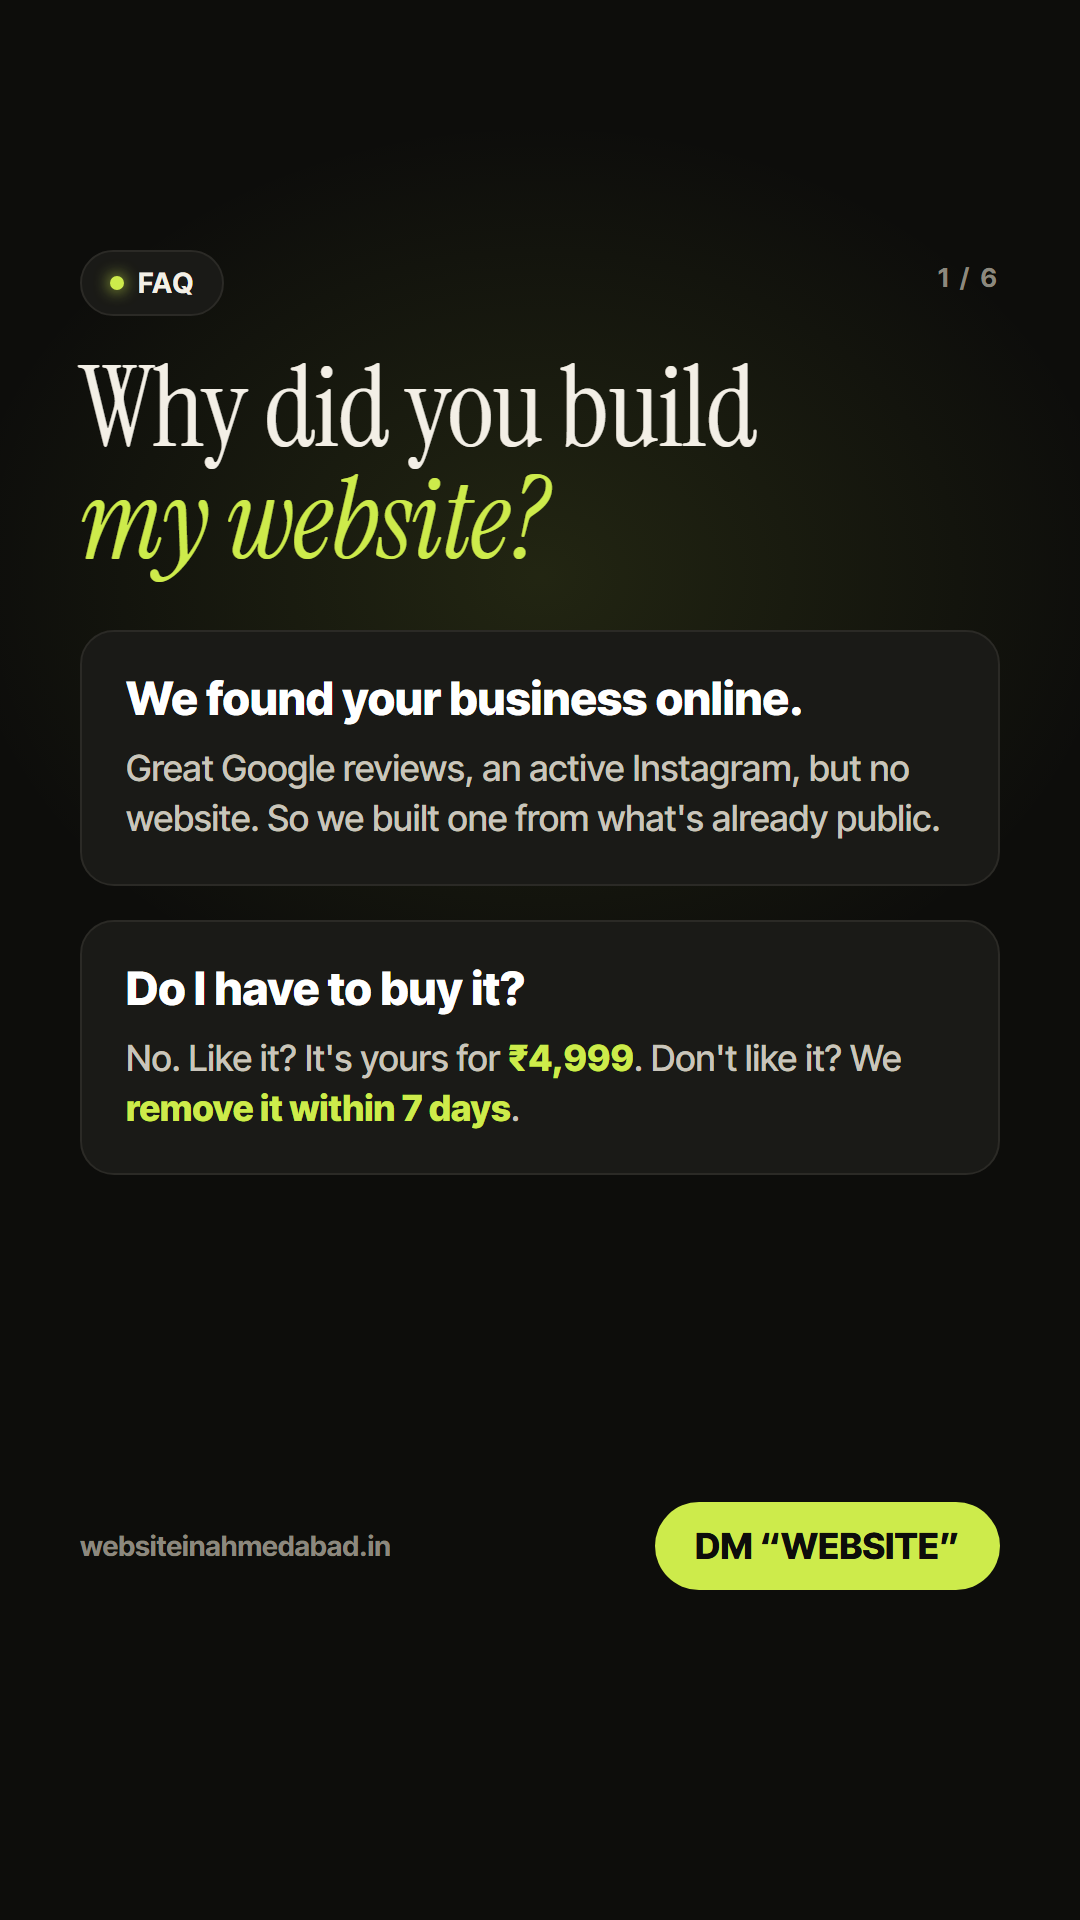 FAQ
1 / 6
Why did you build
my website?
We found your business online.
Great Google reviews, an active Instagram, but no
website. So we built one from what's already public.
Do I have to buy it?
No. Like it? It's yours for ₹4,999. Don't like it? We
remove it within 7 days.
websiteinahmedabad.in
DM “WEBSITE”